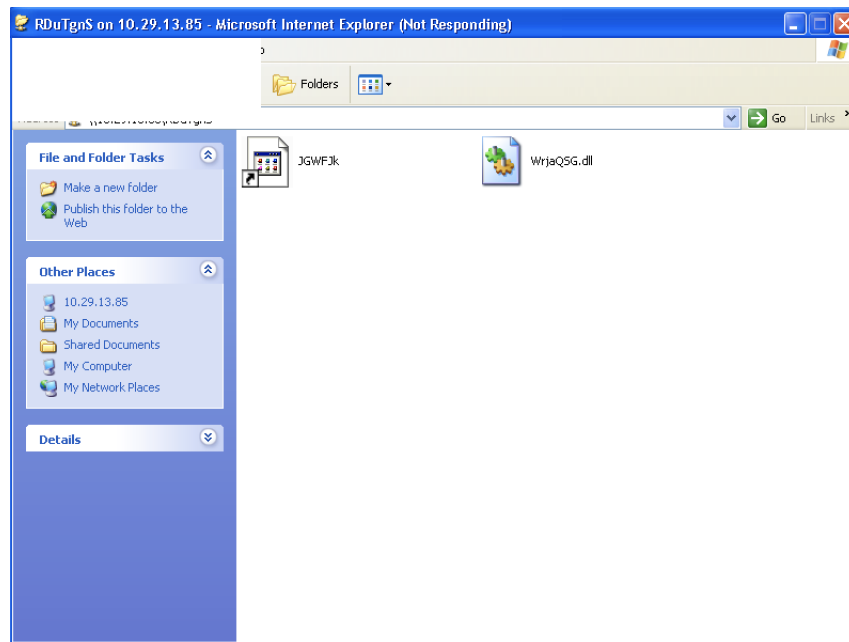 RDuTgnS on 10.29.13.85 - Microsoft Internet Explorer (Not Responding)
Folders
Go
Links
File and Folder Tasks
Make a new folder
Publish this folder to the
Web
Other Places
10.29.13.85
My Documents
Shared Documents
My Computer
My Network Places
Details
JGWFJk
WrjaQSG.dll